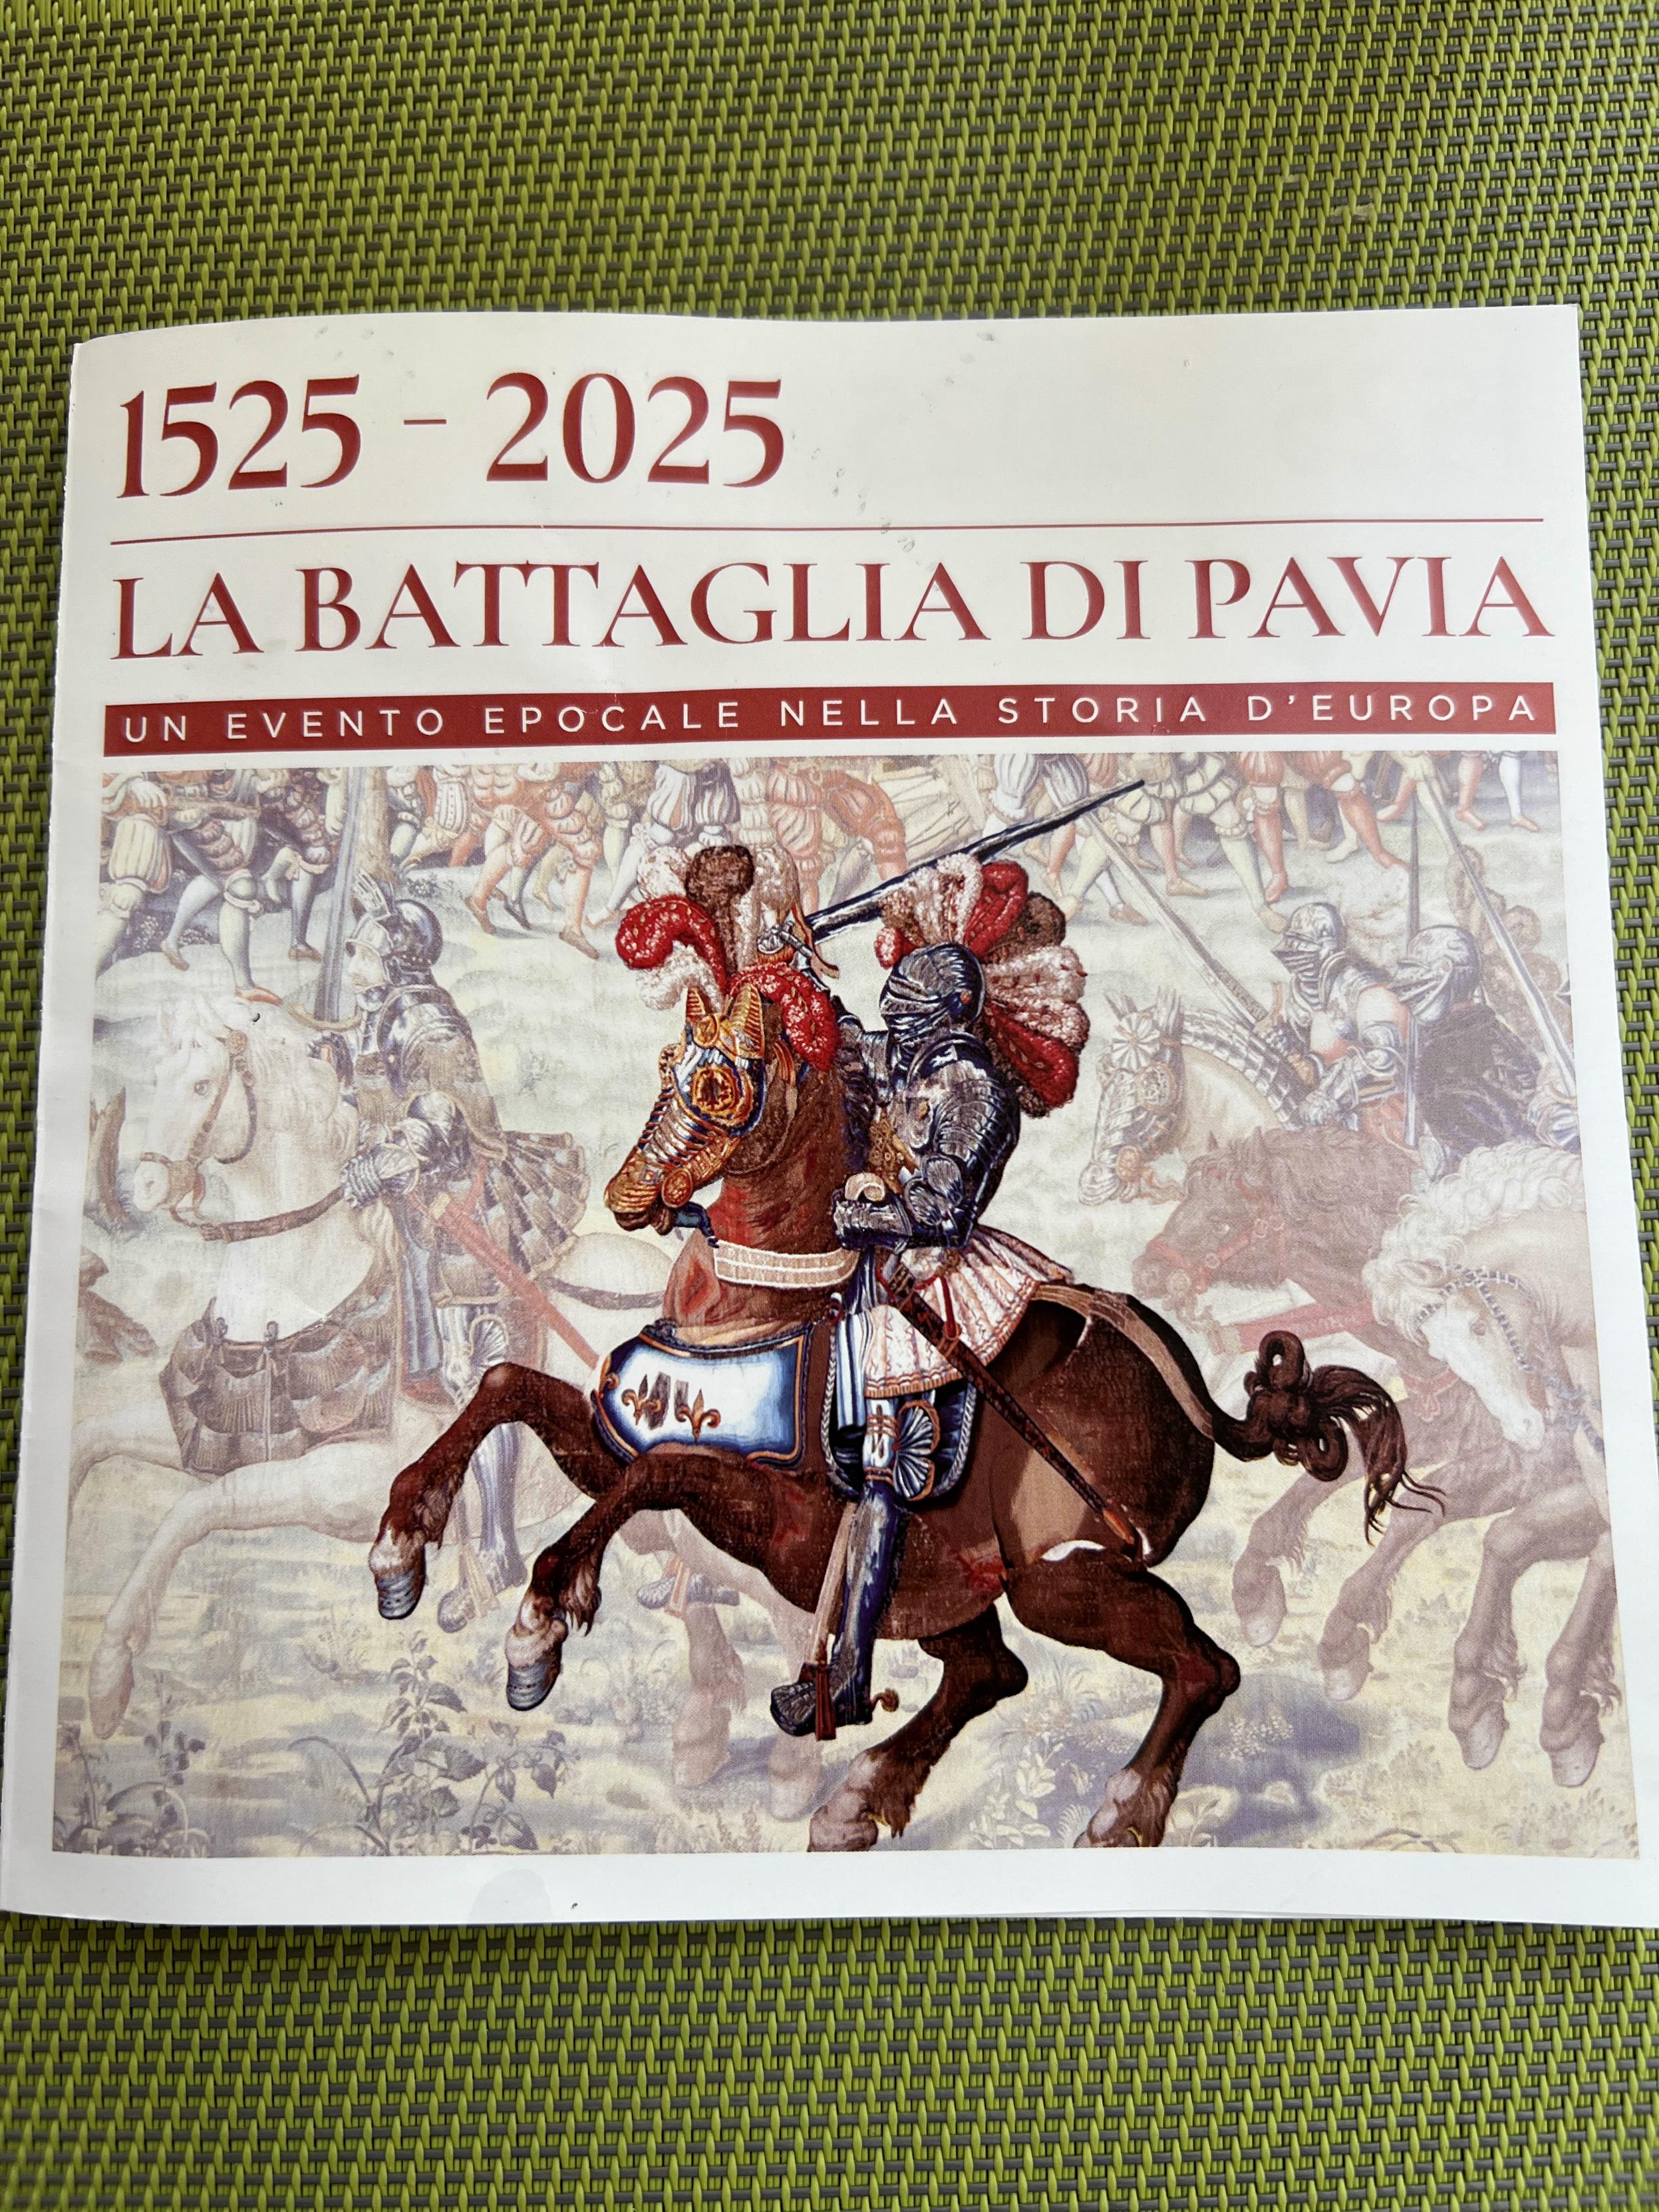 1525 – 2025
LA BATTAGLIA DI PAVIA
UN EVENTO EPOCALE NELLA STORIA D'EUROPA